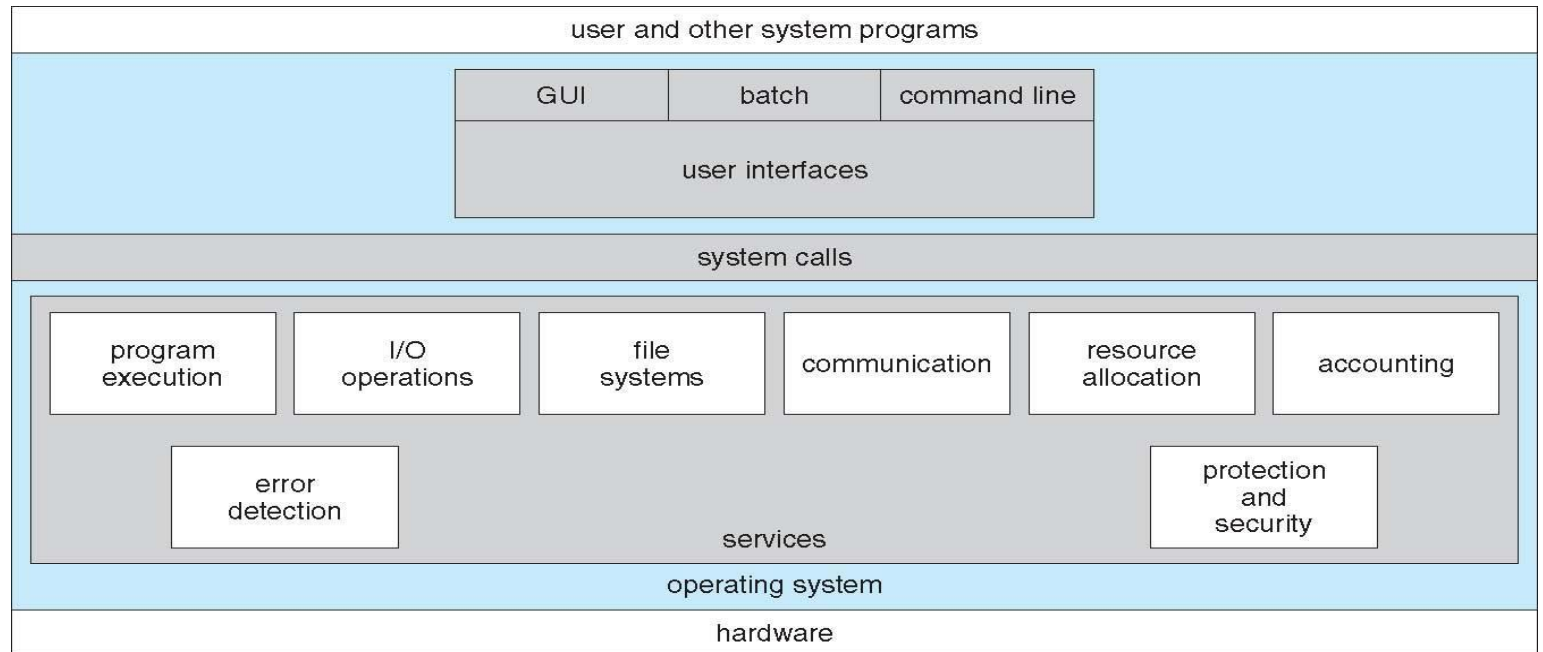 user and other system programs
GUI
batch
command line
user interfaces
system calls
program
execution
I/O
operations
file
systems
communication
resource
allocation
accounting
error
detection
protection
and
security
services
operating system
hardware